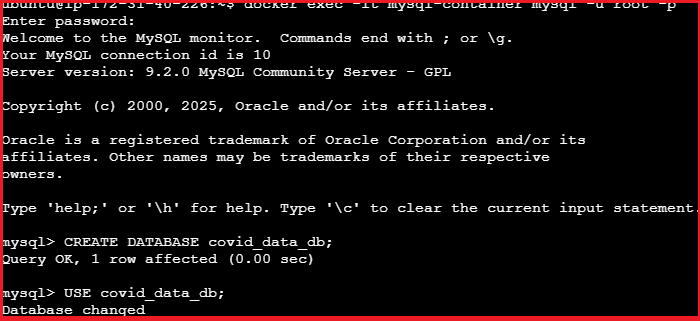 ubuntu@ip-172-31-40-226:~$ docker exec -it mysql-container mysql -u root -p
Enter password:
Welcome to the MySQL monitor.  Commands end with ; or \g.
Your MySQL connection id is 10
Server version: 9.2.0 MySQL Community Server - GPL

Copyright (c) 2000, 2025, Oracle and/or its affiliates.

Oracle is a registered trademark of Oracle Corporation and/or its
affiliates. Other names may be trademarks of their respective
owners.

Type 'help;' or '\h' for help. Type '\c' to clear the current input statement.

mysql> CREATE DATABASE covid_data_db;
Query OK, 1 row affected (0.00 sec)

mysql> USE covid_data_db;
Database changed